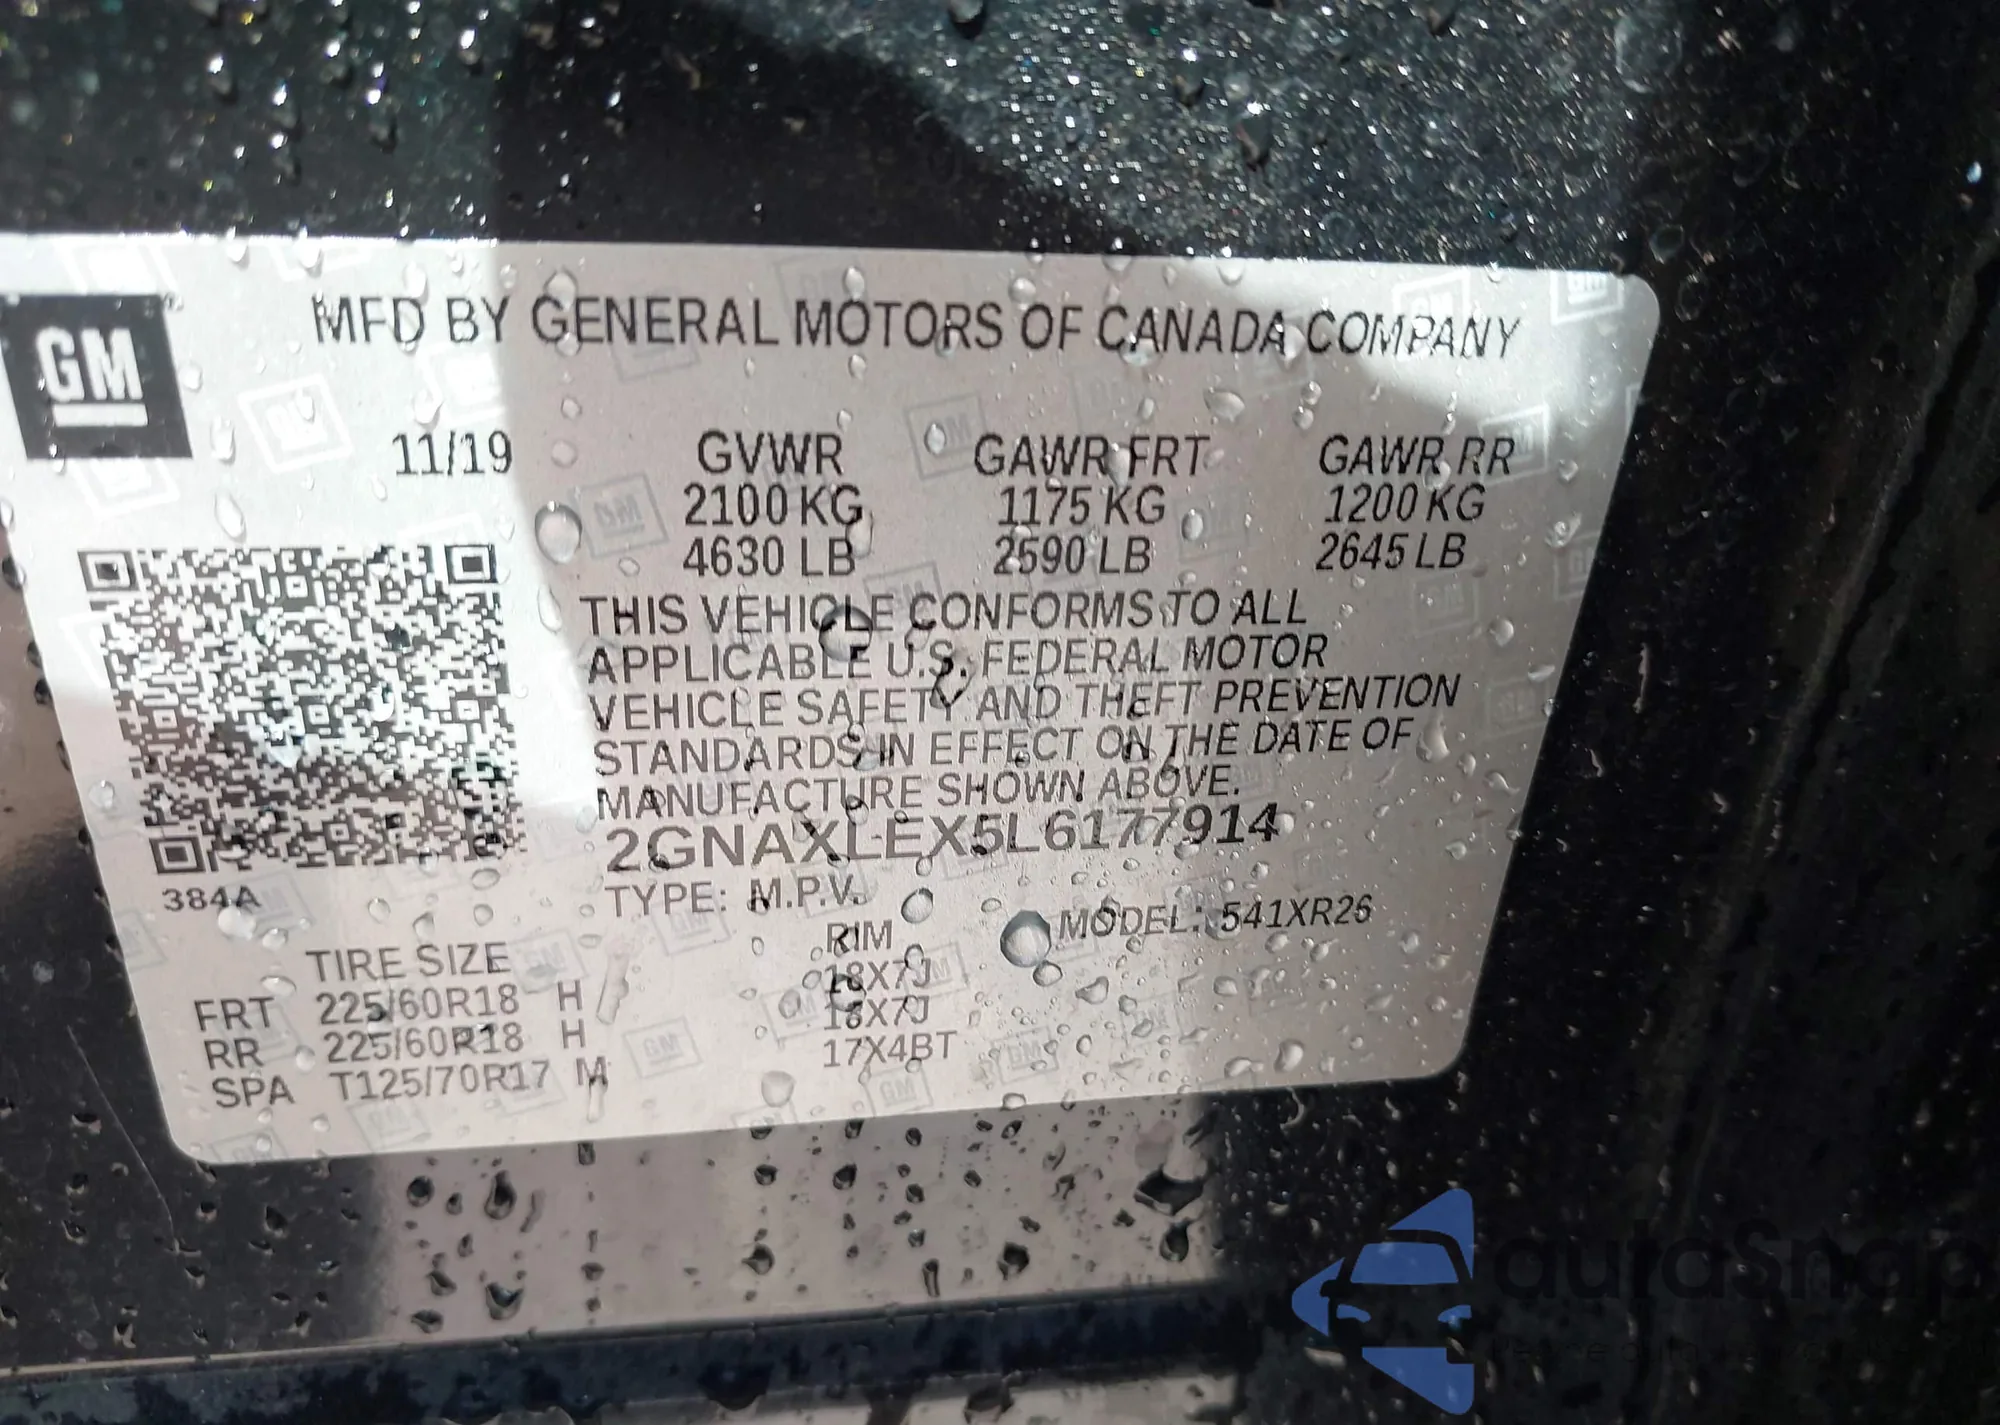 GM
MFD BY GENERAL MOTORS OF CANADA COMPANY
11/19 GVWR GAWR FRT GAWR RR
2100 KG 1175 KG 1200 KG
4630 LB 2590 LB 2645 LB
THIS VEHICLE CONFORMS TO ALL
APPLICABLE U.S. FEDERAL MOTOR
VEHICLE SAFETY AND THEFT PREVENTION
STANDARDS IN EFFECT ON THE DATE OF
MANUFACTURE SHOWN ABOVE.
2GNAXLEX5L6177914
384A
TYPE: M.P.V. MODEL: 541XR26
TIRE SIZE RIM
FRT 225/60R18 H 18X7J
RR 225/60R18 H 18X7J
SPA T125/70R17 M 17X4BT